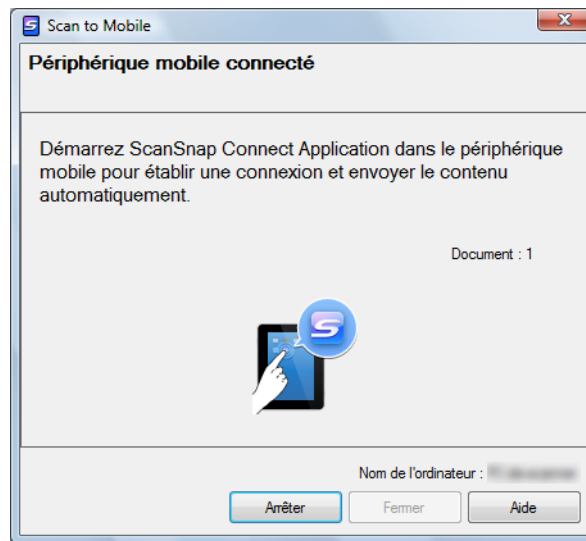 Scan to Mobile
Périphérique mobile connecté
Démarrez ScanSnap Connect Application dans le périphérique
mobile pour établir une connexion et envoyer le contenu
automatiquement.
Document : 1
S
Nom de l'ordinateur :
Arrêter Fermer Aide